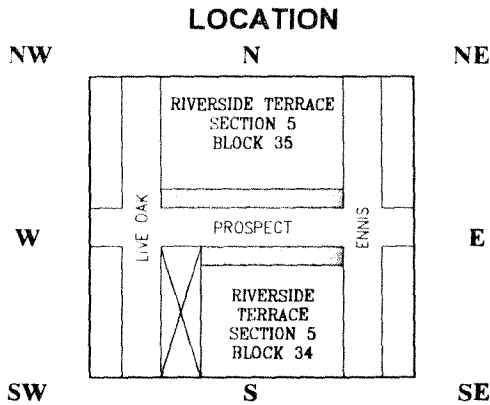 LOCATION
NW N NE
RIVERSIDE TERRACE
SECTION 5
BLOCK 35
LIVE OAK
PROSPECT
ENNIS
W E
RIVERSIDE
TERRACE
SECTION 5
BLOCK 34
SW S SE